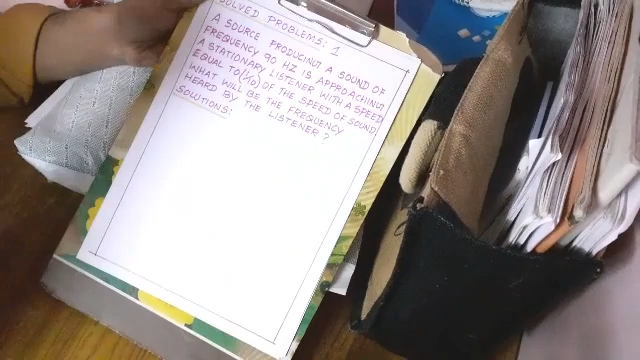 SOLVED PROBLEMS: 1
A SOURCE PRODUCING A SOUND OF
FREQUENCY 90 HZ IS APPROACHING
A STATIONARY LISTENER WITH A SPEED
EQUAL TO (1/10) OF THE SPEED OF SOUND.
WHAT WILL BE THE FREQUENCY
HEARD BY THE LISTENER?
SOLUTIONS: